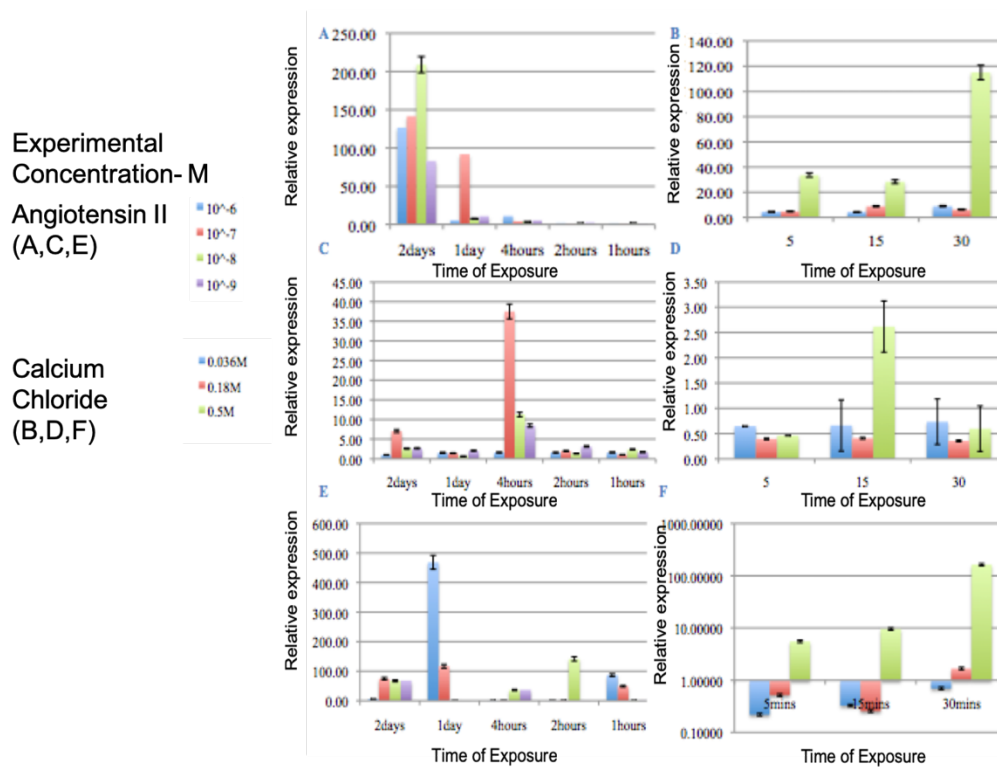 Experimental
Concentration- M
Angiotensin II
(A,C,E)
10^-6
10^-7
10^-8
10^-9
Calcium
Chloride
(B,D,F)
0.036M
0.18M
0.5M
A
Relative expression
250.00
200.00
150.00
100.00
50.00
0.00
2days 1day 4hours 2hours 1hours
Time of Exposure
B
Relative expression
140.00
120.00
100.00
80.00
60.00
40.00
20.00
0.00
5 15 30
Time of Exposure
C
Relative expression
45.00
40.00
35.00
30.00
25.00
20.00
15.00
10.00
5.00
0.00
2days 1day 4hours 2hours 1hours
Time of Exposure
D
Relative expression
3.50
3.00
2.50
2.00
1.50
1.00
0.50
0.00
5 15 30
Time of Exposure
E
Relative expression
600.00
500.00
400.00
300.00
200.00
100.00
0.00
2days 1day 4hours 2hours 1hours
Time of Exposure
F
Relative expression
1000.00000
100.00000
10.00000
1.00000
0.10000
5mins 15mins 30mins
Time of Exposure